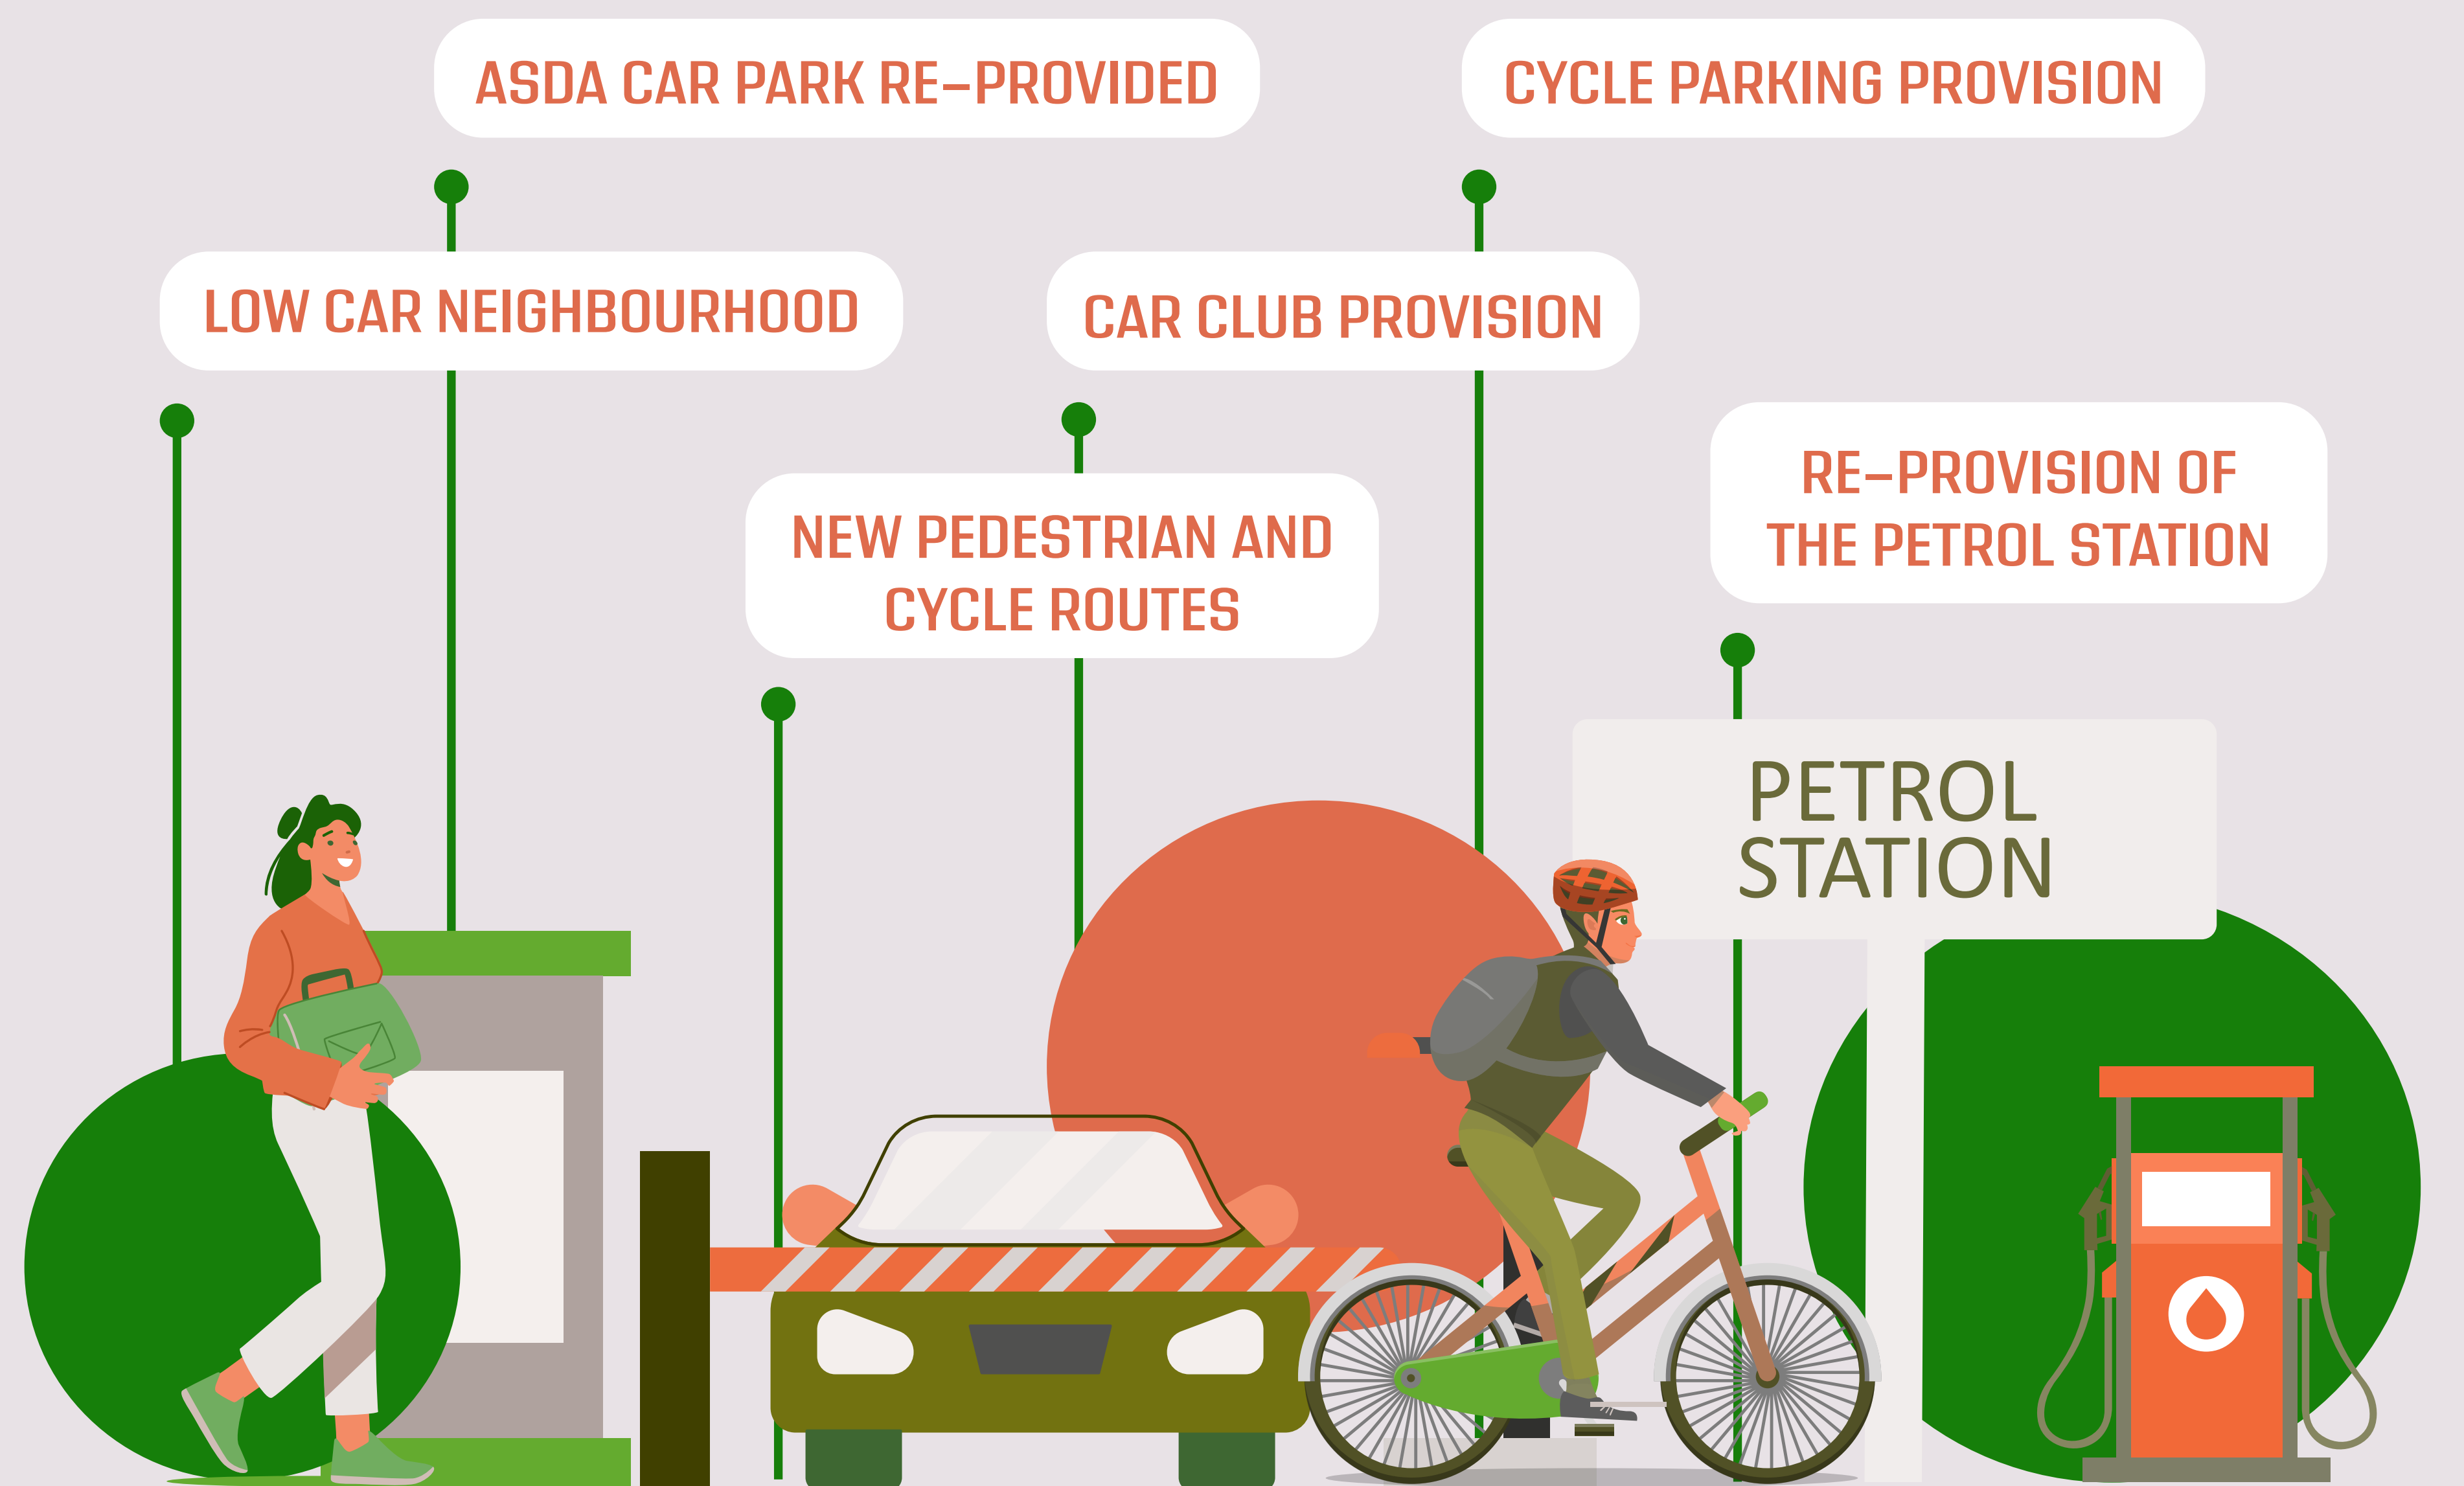 ASDA CAR PARK RE-PROVIDED
CYCLE PARKING PROVISION
LOW CAR NEIGHBOURHOOD
CAR CLUB PROVISION
NEW PEDESTRIAN AND
CYCLE ROUTES
RE-PROVISION OF
THE PETROL STATION
PETROL
STATION